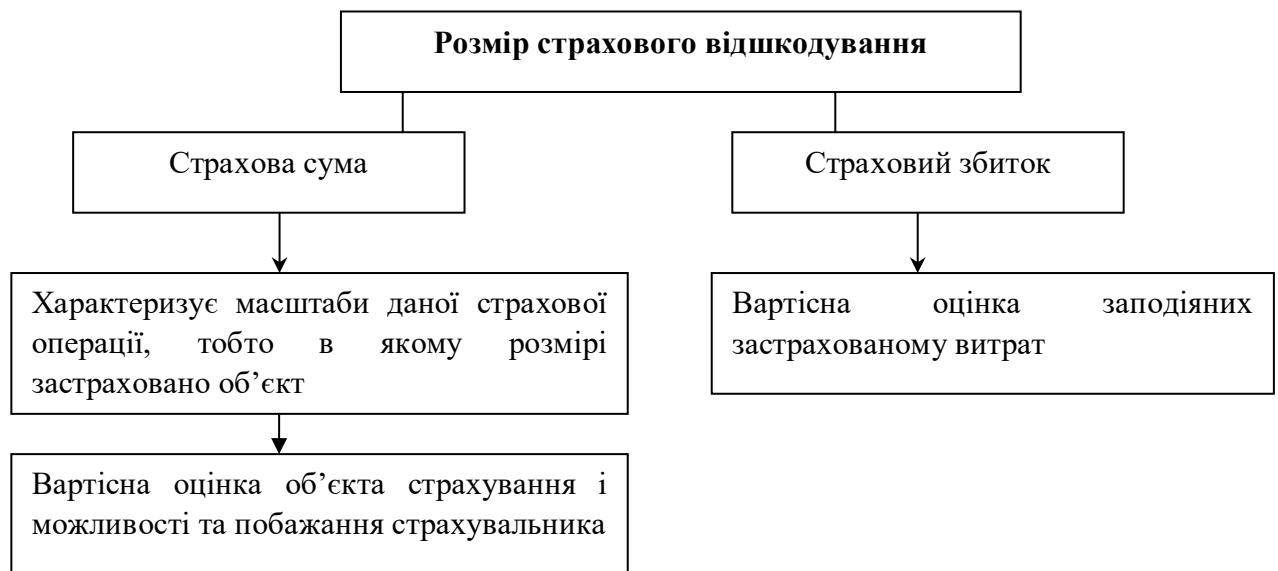 Розмір страхового відшкодування
Страхова сума
Страховий збиток
Характеризує масштаби даної страхової
операції, тобто в якому розмірі
застраховано об’єкт
Вартісна оцінка заподіяних
застрахованому витрат
Вартісна оцінка об’єкта страхування і
можливості та побажання страхувальника